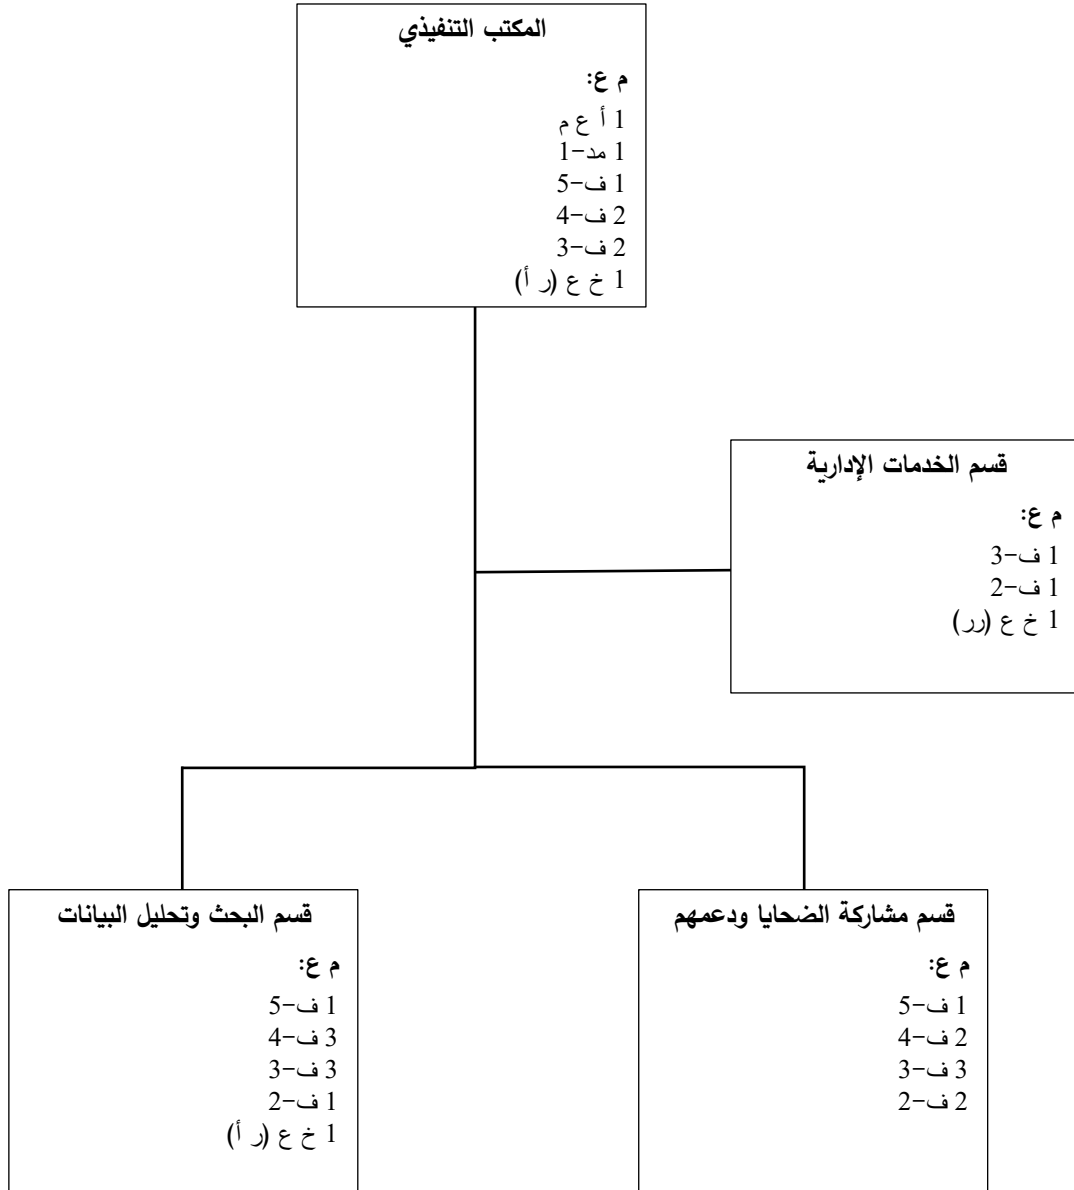 المكتب التنفيذي
م ع:
1 أ ع م
1 مد-1
1 ف-5
2 ف-4
2 ف-3
1 خ ع (ر أ)
قسم الخدمات الإدارية
م ع:
1 ف-3
1 ف-2
1 خ ع (رر)
قسم مشاركة الضحايا ودعمهم
م ع:
1 ف-5
2 ف-4
3 ف-3
2 ف-2
قسم البحث وتحليل البيانات
م ع:
1 ف-5
3 ف-4
3 ف-3
1 ف-2
1 خ ع (ر أ)